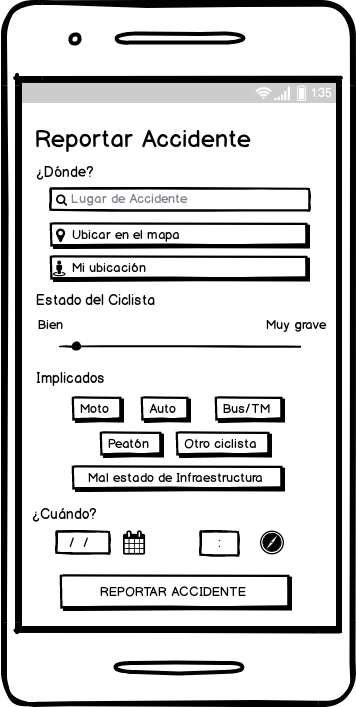 1:35
Reportar Accidente
¿Dónde?
Lugar de Accidente
Ubicar en el mapa
Mi ubicación
Estado del Ciclista
Bien Muy grave
Implicados
Moto Auto Bus/TM
Peatón Otro ciclista
Mal estado de Infraestructura
¿Cuándo?
/ / :
REPORTAR ACCIDENTE